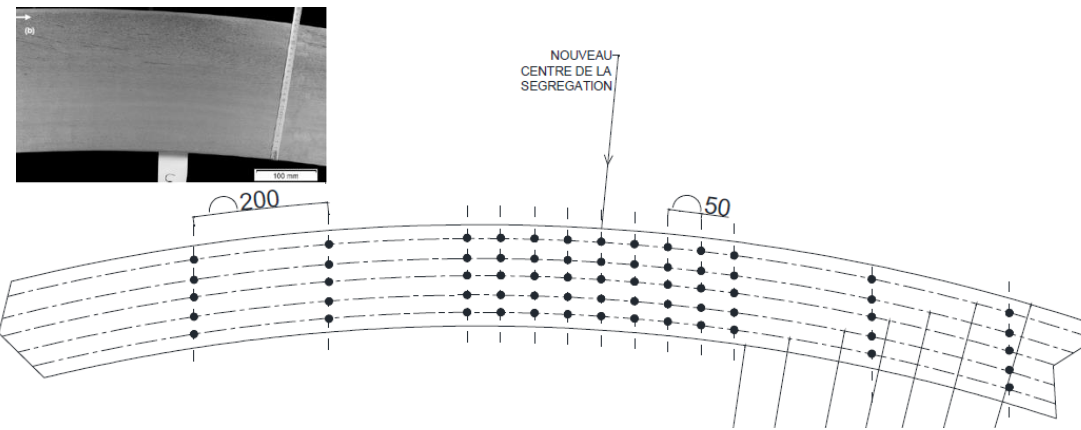 (b)
100 mm
NOUVEAU
CENTRE DE LA
SEGREGATION
200
50